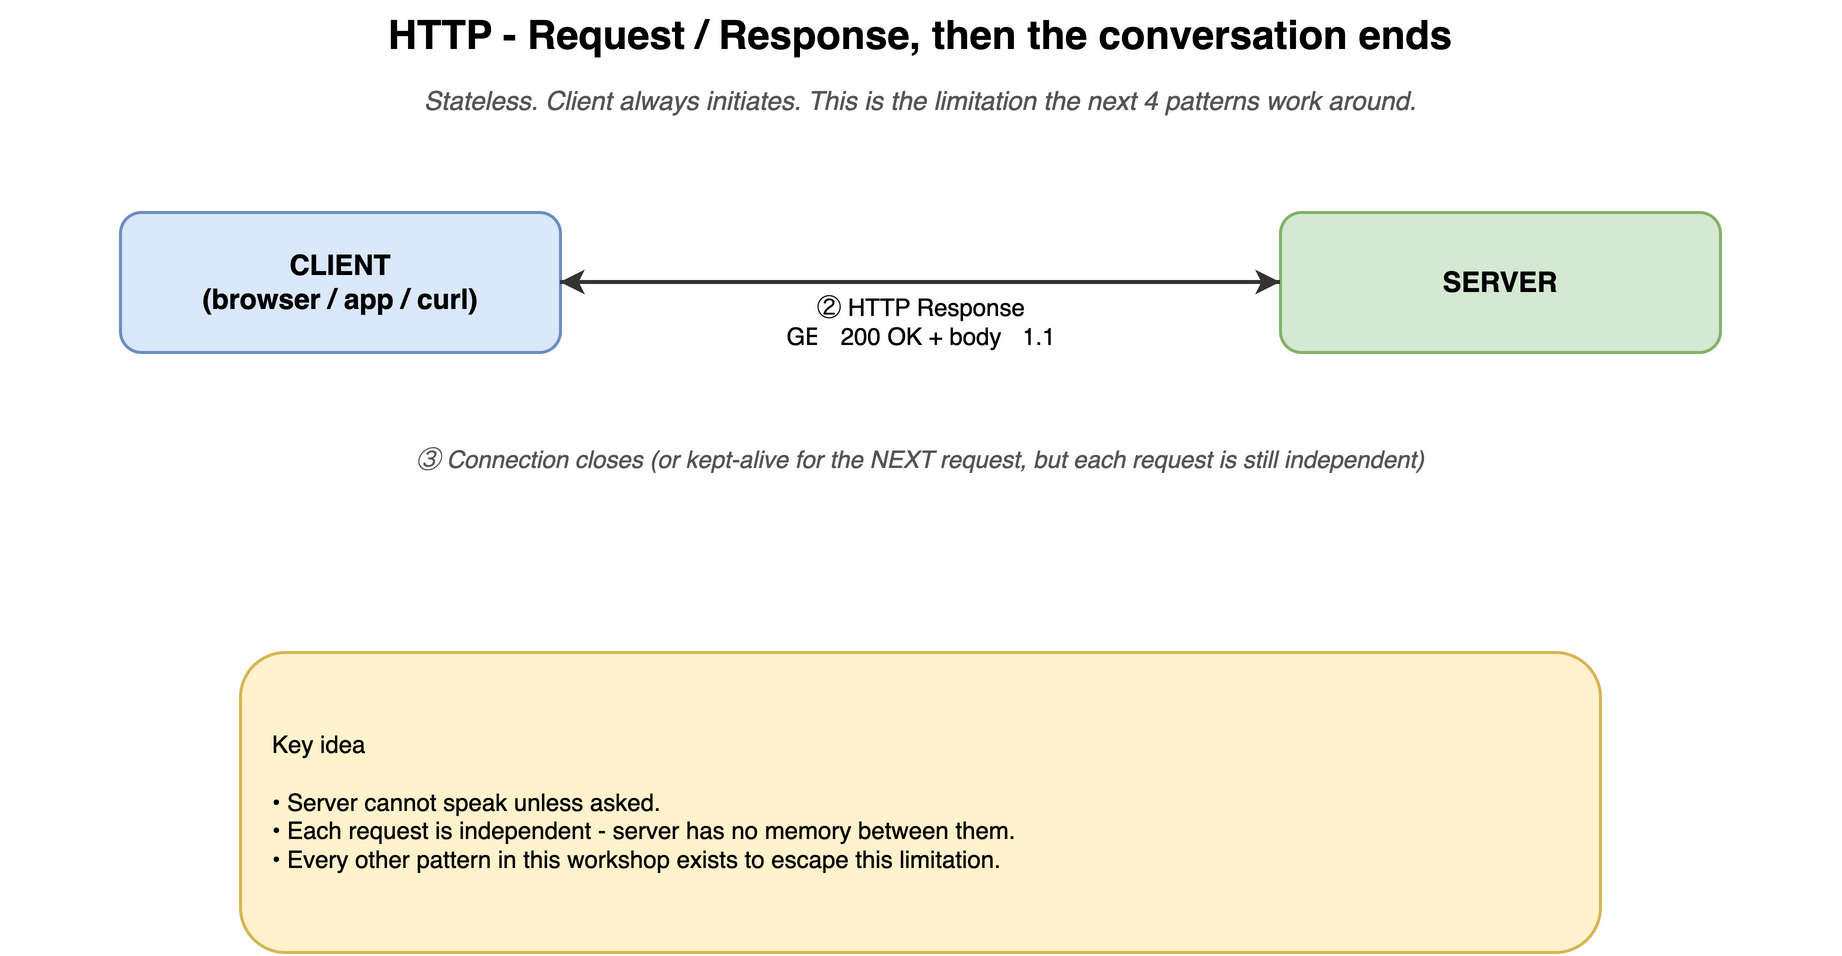 HTTP - Request / Response, then the conversation ends
Stateless. Client always initiates. This is the limitation the next 4 patterns work around.
CLIENT
(browser / app / curl)
SERVER
② HTTP Response
GE 200 OK + body 1.1
③ Connection closes (or kept-alive for the NEXT request, but each request is still independent)
Key idea
• Server cannot speak unless asked.
• Each request is independent - server has no memory between them.
• Every other pattern in this workshop exists to escape this limitation.